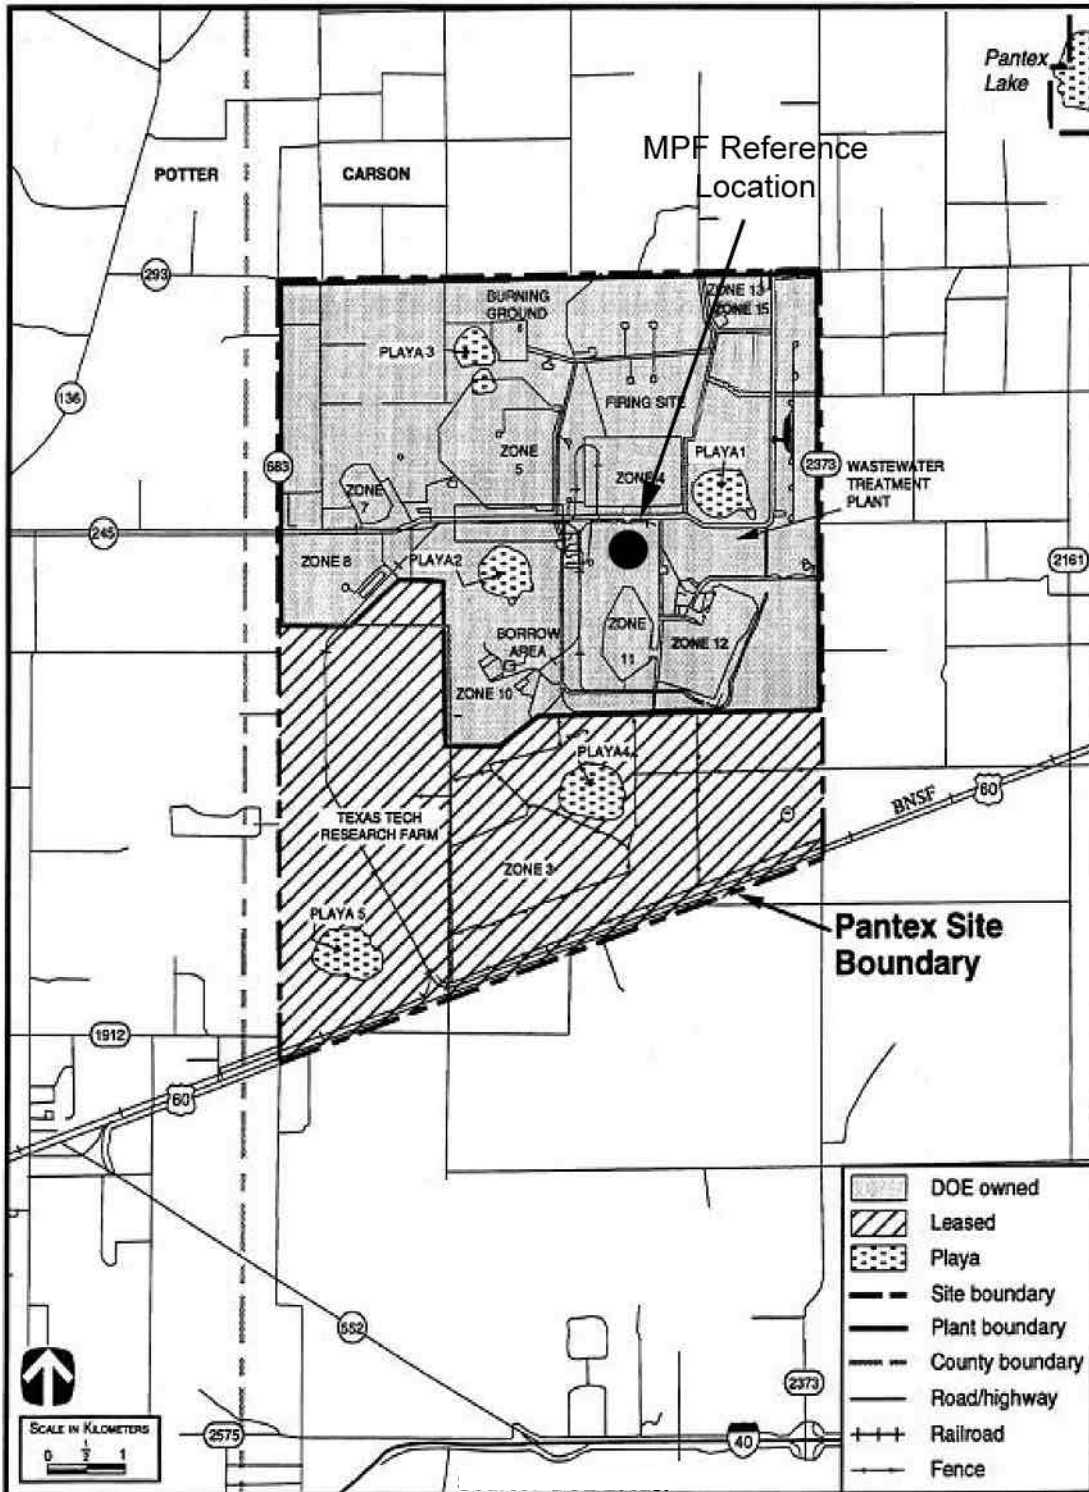 Pantex
Lake
MPF Reference
Location
POTTER
CARSON
293
BURNING
GROUND
ZONE 13
ZONE 15
PLAYA 3
136
FIRING SITE
ZONE
5
PLAYA1
683
2373
WASTEWATER
TREATMENT
PLANT
ZONE 4
ZONE
7
245
ZONE 8
PLAYA2
2161
ZONE
11
BORROW
AREA
ZONE 12
ZONE 10
PLAYA4
BNSF
60
TEXAS TECH
RESEARCH FARM
ZONE 3
PLAYA 5
Pantex Site
Boundary
1912
60
DOE owned
Leased
Playa
Site boundary
Plant boundary
County boundary
Road/highway
Railroad
Fence
552
2373
SCALE IN KILOMETERS
0 1/2 1
2575
40